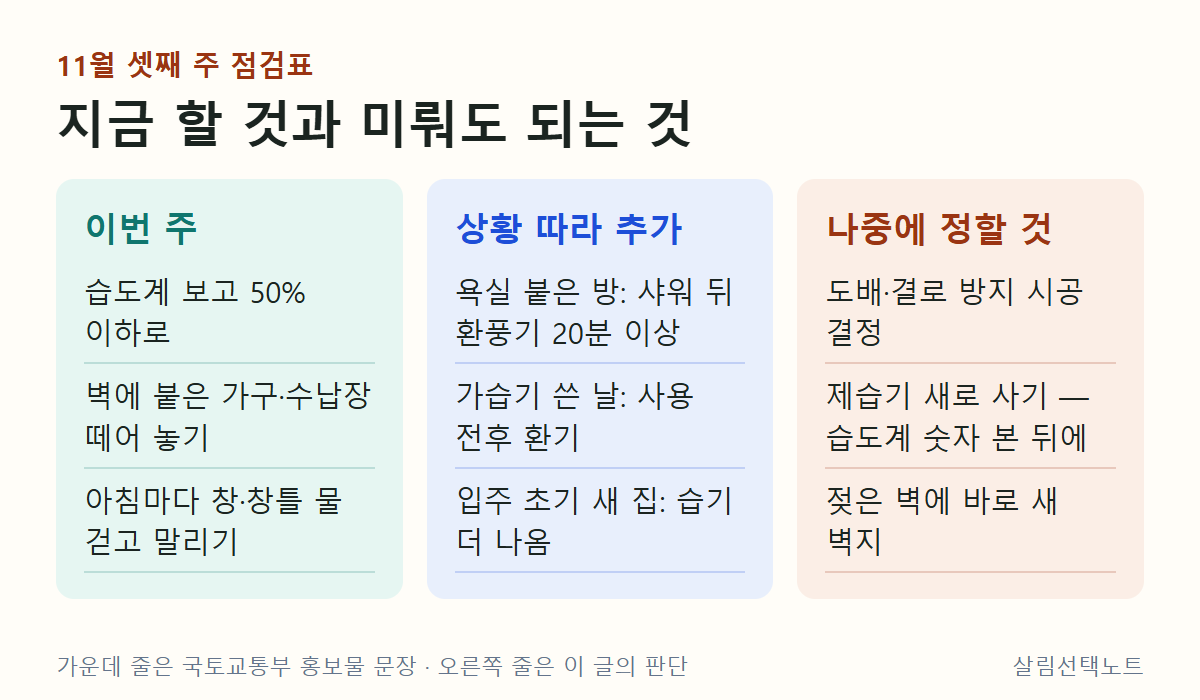 11월 셋째 주 점검표
지금 할 것과 미뤄도 되는 것
이번 주
습도계 보고 50%
이하로
벽에 붙은 가구·수납장
떼어 놓기
아침마다 창·창틀 물
걷고 말리기
상황 따라 추가
욕실 붙은 방: 샤워 뒤
환풍기 20분 이상
가습기 쓴 날: 사용
전후 환기
입주 초기 새 집: 습기
더 나옴
나중에 정할 것
도배·결로 방지 시공
결정
제습기 새로 사기 —
습도계 숫자 본 뒤에
젖은 벽에 바로 새
벽지
가운데 줄은 국토교통부 홍보물 문장 · 오른쪽 줄은 이 글의 판단
살림선택노트